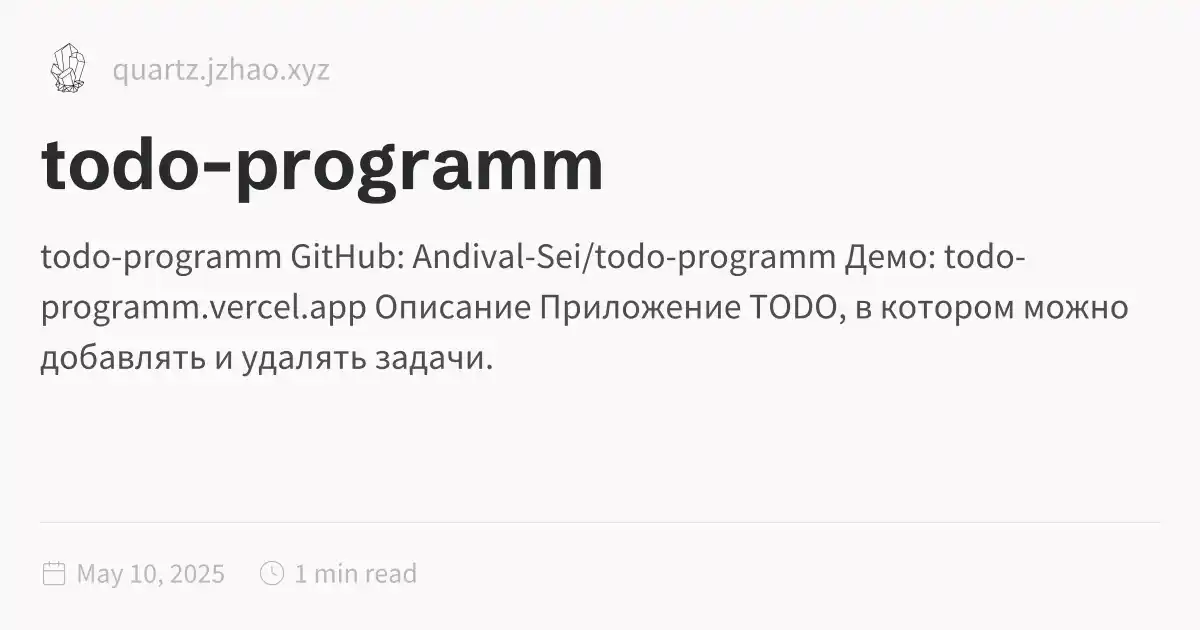 quartz.jzhao.xyz
todo-programm
todo-programm GitHub: Andival-Sei/todo-programm Демо: todo-
programm.vercel.app Описание Приложение TODO, в котором можно
добавлять и удалять задачи.
May 10, 2025 1 min read